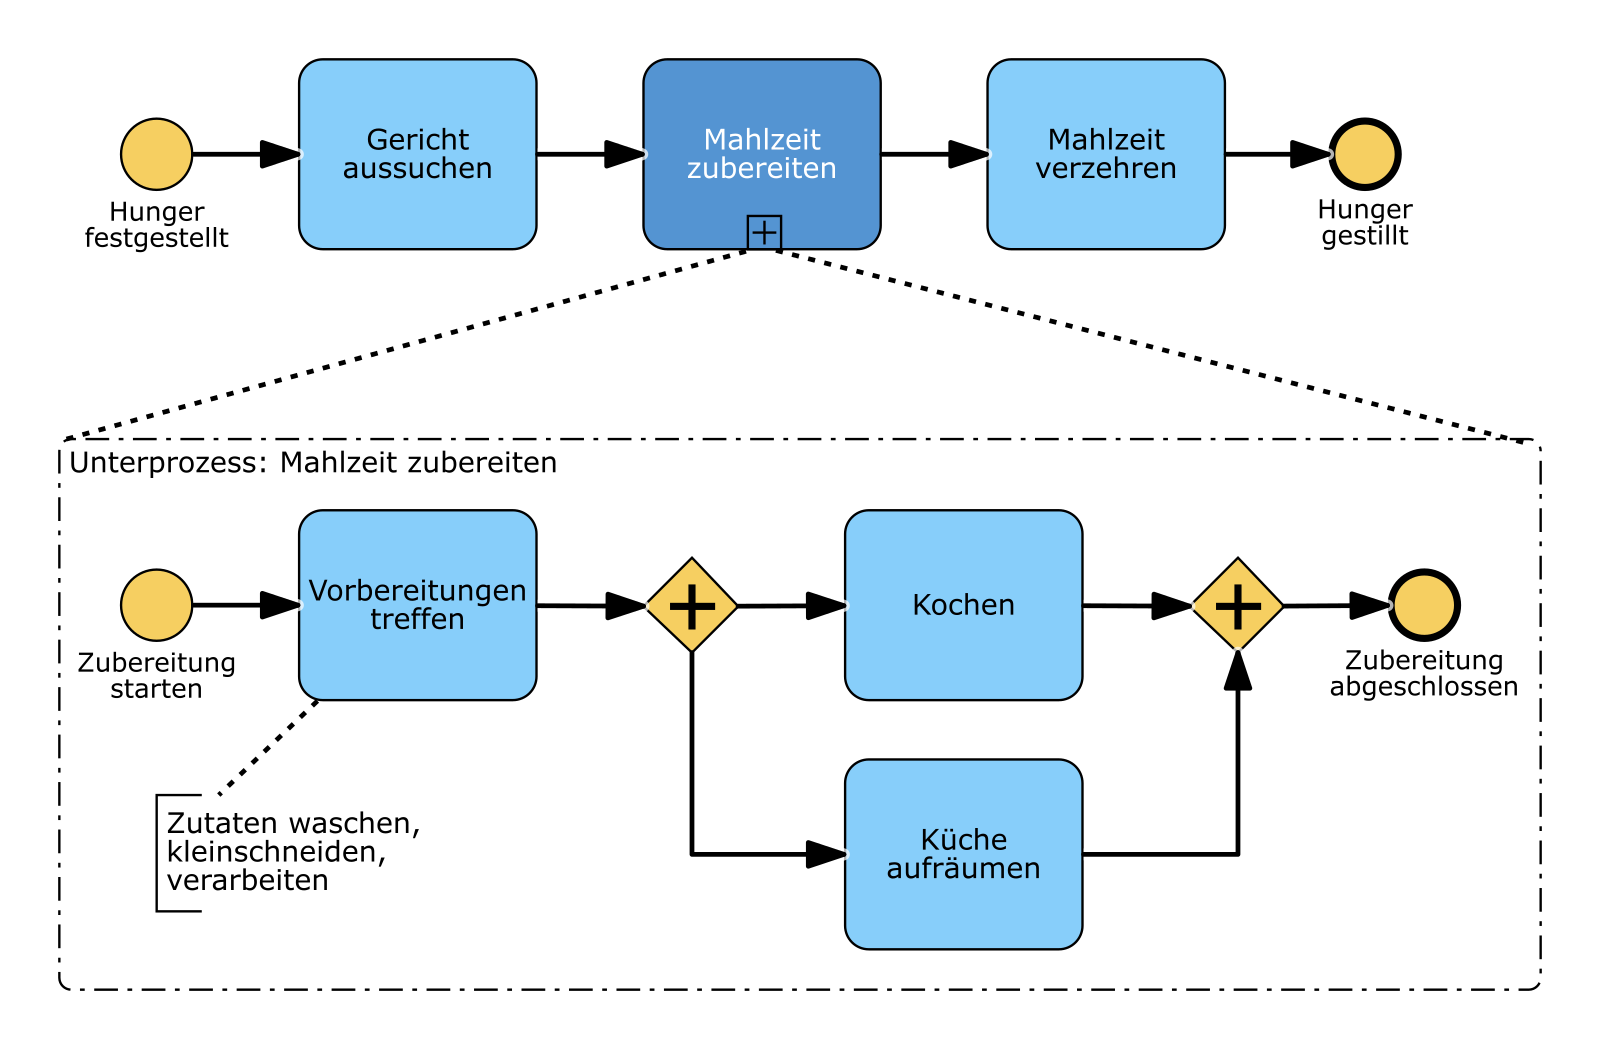 Gericht
aussuchen
Mahlzeit
zubereiten
Mahlzeit
verzehren
Hunger
festgestellt
Hunger
gestillt
Unterprozess: Mahlzeit zubereiten
Vorbereitungen
treffen
Kochen
Zubereitung
starten
Zubereitung
abgeschlossen
Zutaten waschen,
kleinschneiden,
verarbeiten
Küche
aufräumen